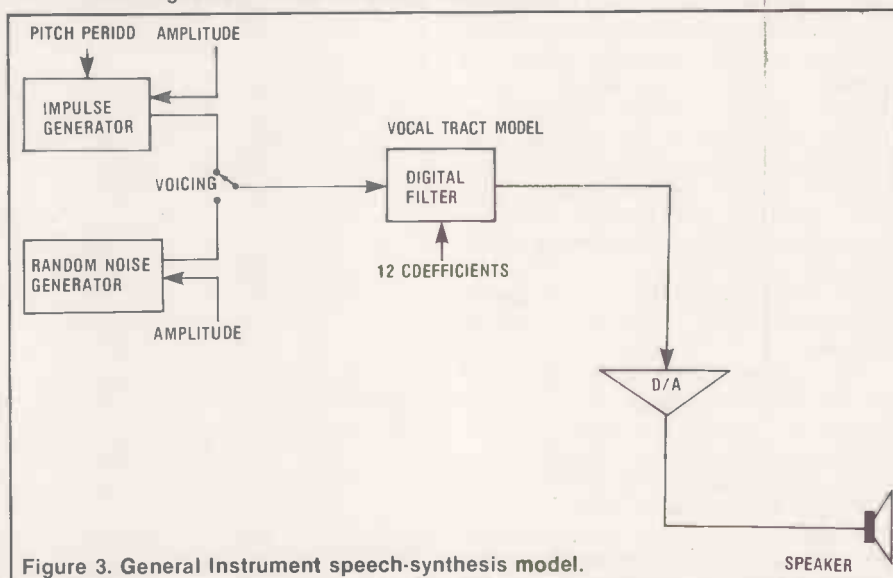 PITCH PERIDD AMPLITUDE
IMPULSE
GENERATOR
VOICING
RANDOM NOISE
GENERATOR
AMPLITUDE
VOCAL TRACT MODEL
DIGITAL
FILTER
12 CDEFFICIENTS
D/A
SPEAKER
Figure 3. General Instrument speech-synthesis model.